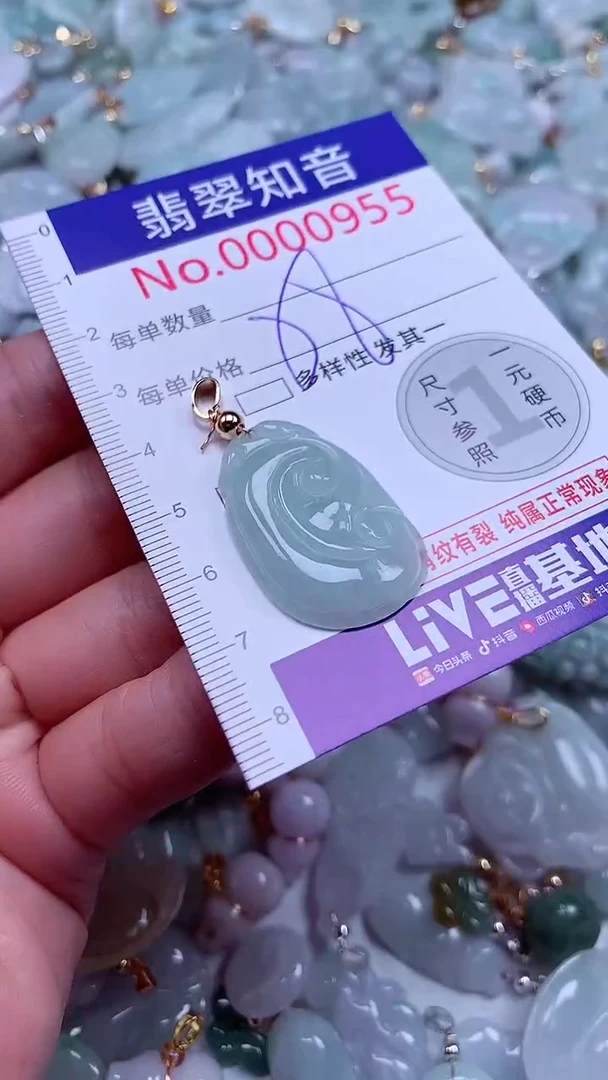 翡翠知音
No.0000955
每单数量
每单价格
多样性 发其一
一元硬币
1
尺寸参照
有纹有裂 纯属正常现象
LiVE直播基地
今日头条 抖音 西瓜视频 抖
0
1
2
3
4
5
6
7
8